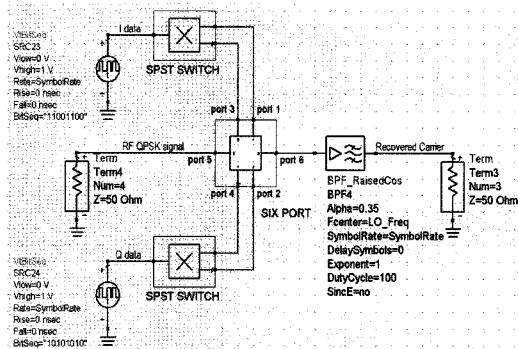 VtBitSeq
SRC23
Vlow=0 V
Vhigh=1 V
Rate=SymbolRate
Rise=0 nsec
Fall=0 nsec
BitSeq="11001100"
I data
SPST SWITCH
port 3
port 1
RF QPSK signal
port 5
port 6
port 4
port 2
SIX PORT
Term
Term4
Num=4
Z=50 Ohm
Recovered Carrier
BPF_RaisedCos
BPF4
Alpha=0.35
Fcenter=LO_Freq
SymbolRate=SymbolRate
DelaySymbols=0
Exponent=1
DutyCycle=100
SincE=no
Term
Term3
Num=3
Z=50 Ohm
VtBitSeq
SRC24
Vlow=0 V
Vhigh=1 V
Rate=SymbolRate
Rise=0 nsec
Fall=0 nsec
BitSeq="10101010"
Q data
SPST SWITCH